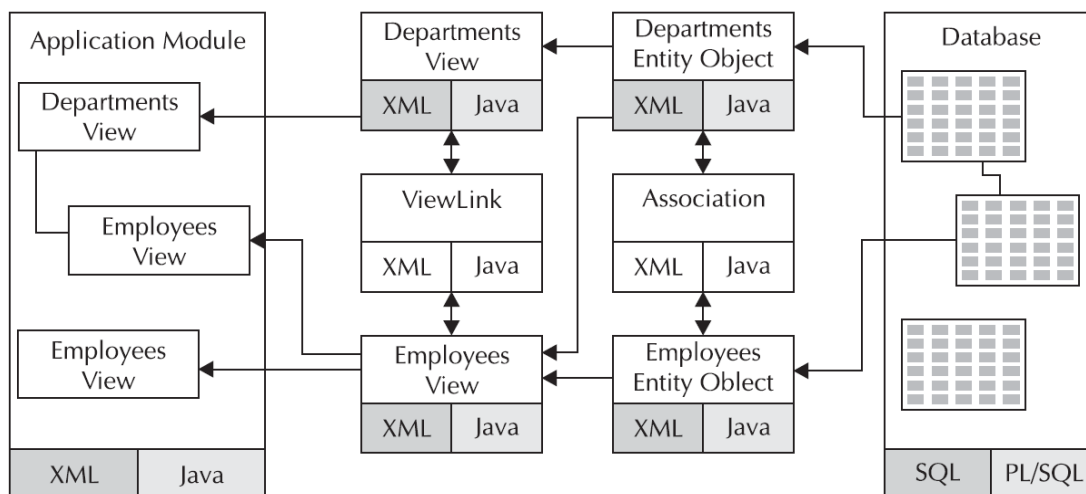 Application Module
Departments
View
Employees
View
Employees
View
XML
Java
Departments
View
XML
Java
ViewLink
XML
Java
Employees
View
XML
Java
Departments
Entity Object
XML
Java
Association
XML
Java
Employees
Entity Oblect
XML
Java
Database
SQL
PL/SQL